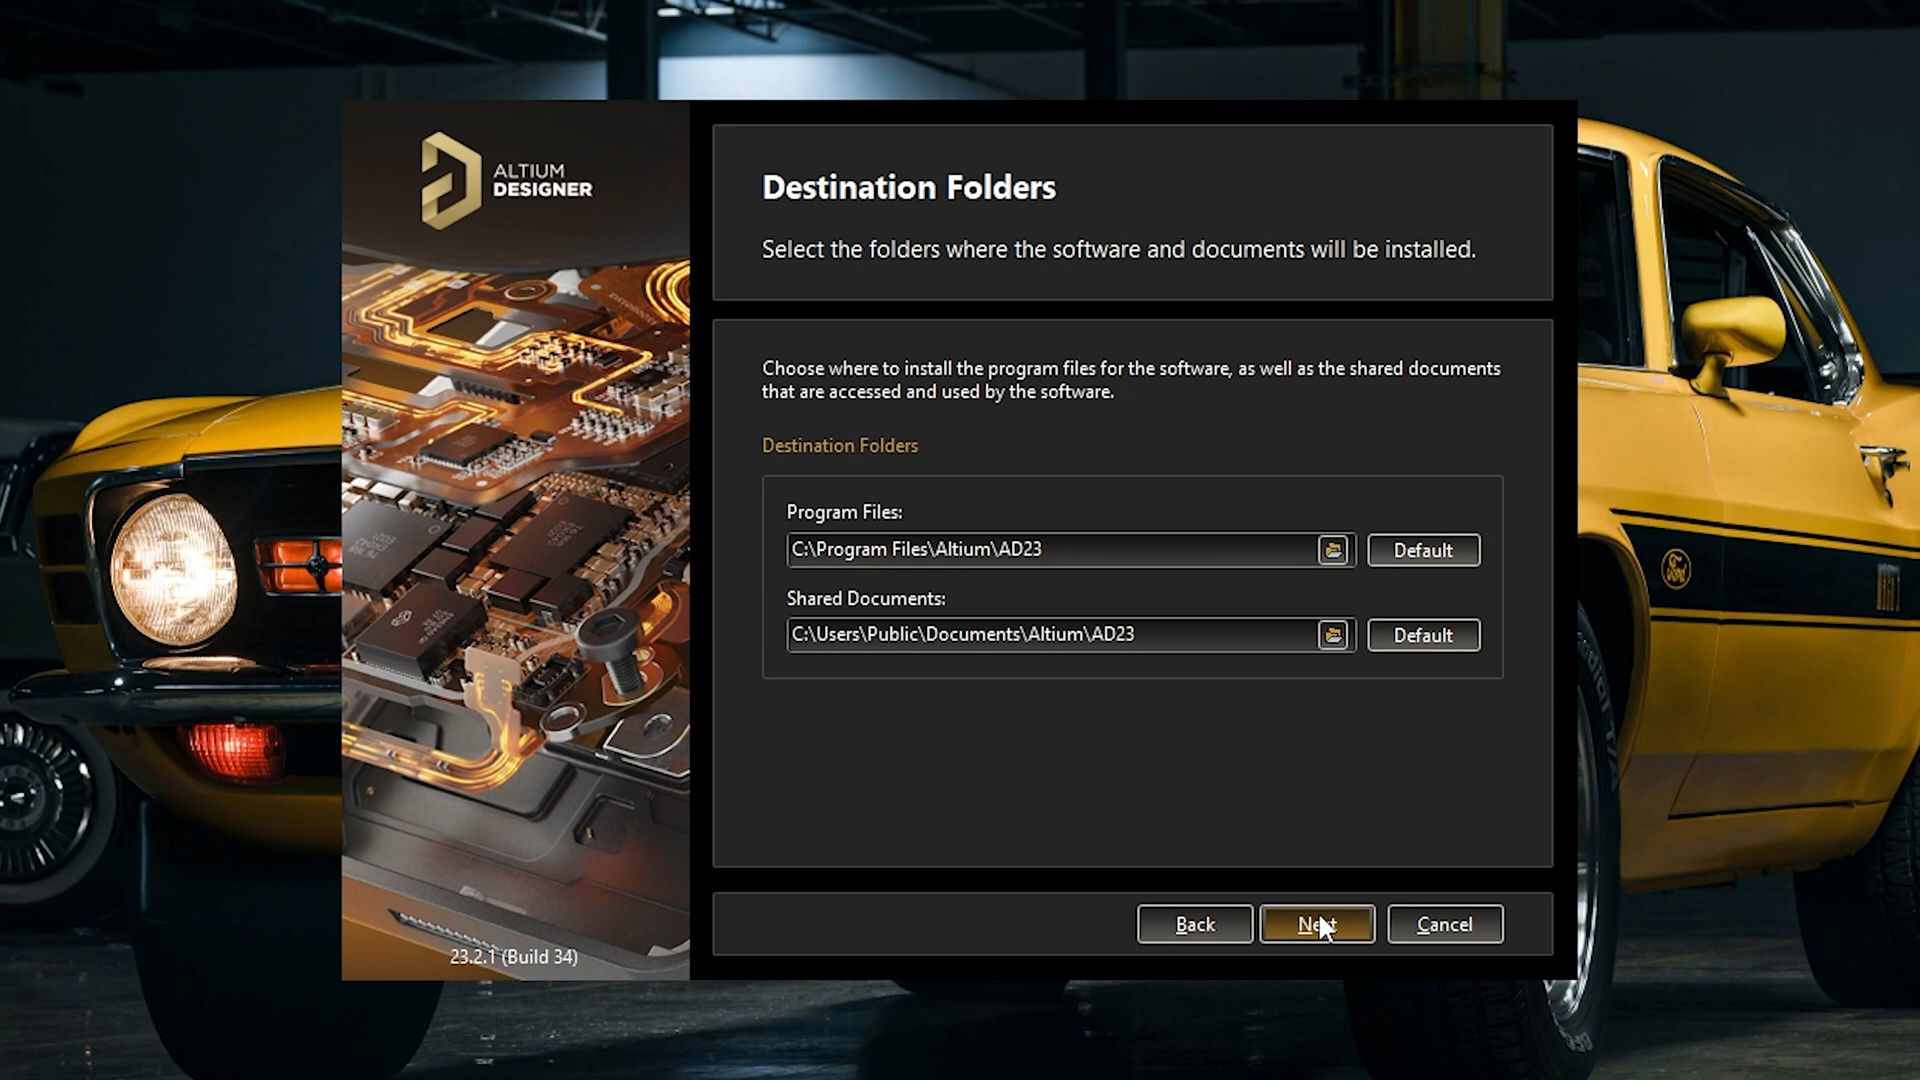 ALTIUM
DESIGNER
Destination Folders
Select the folders where the software and documents will be installed.
Choose where to install the program files for the software, as well as the shared documents
that are accessed and used by the software.
Destination Folders
Program Files:
C:\Program Files\Altium\AD23
Default
Shared Documents:
C:\Users\Public\Documents\Altium\AD23
Default
Ford
Back
Next
Cancel
23.2.1 (Build 34)